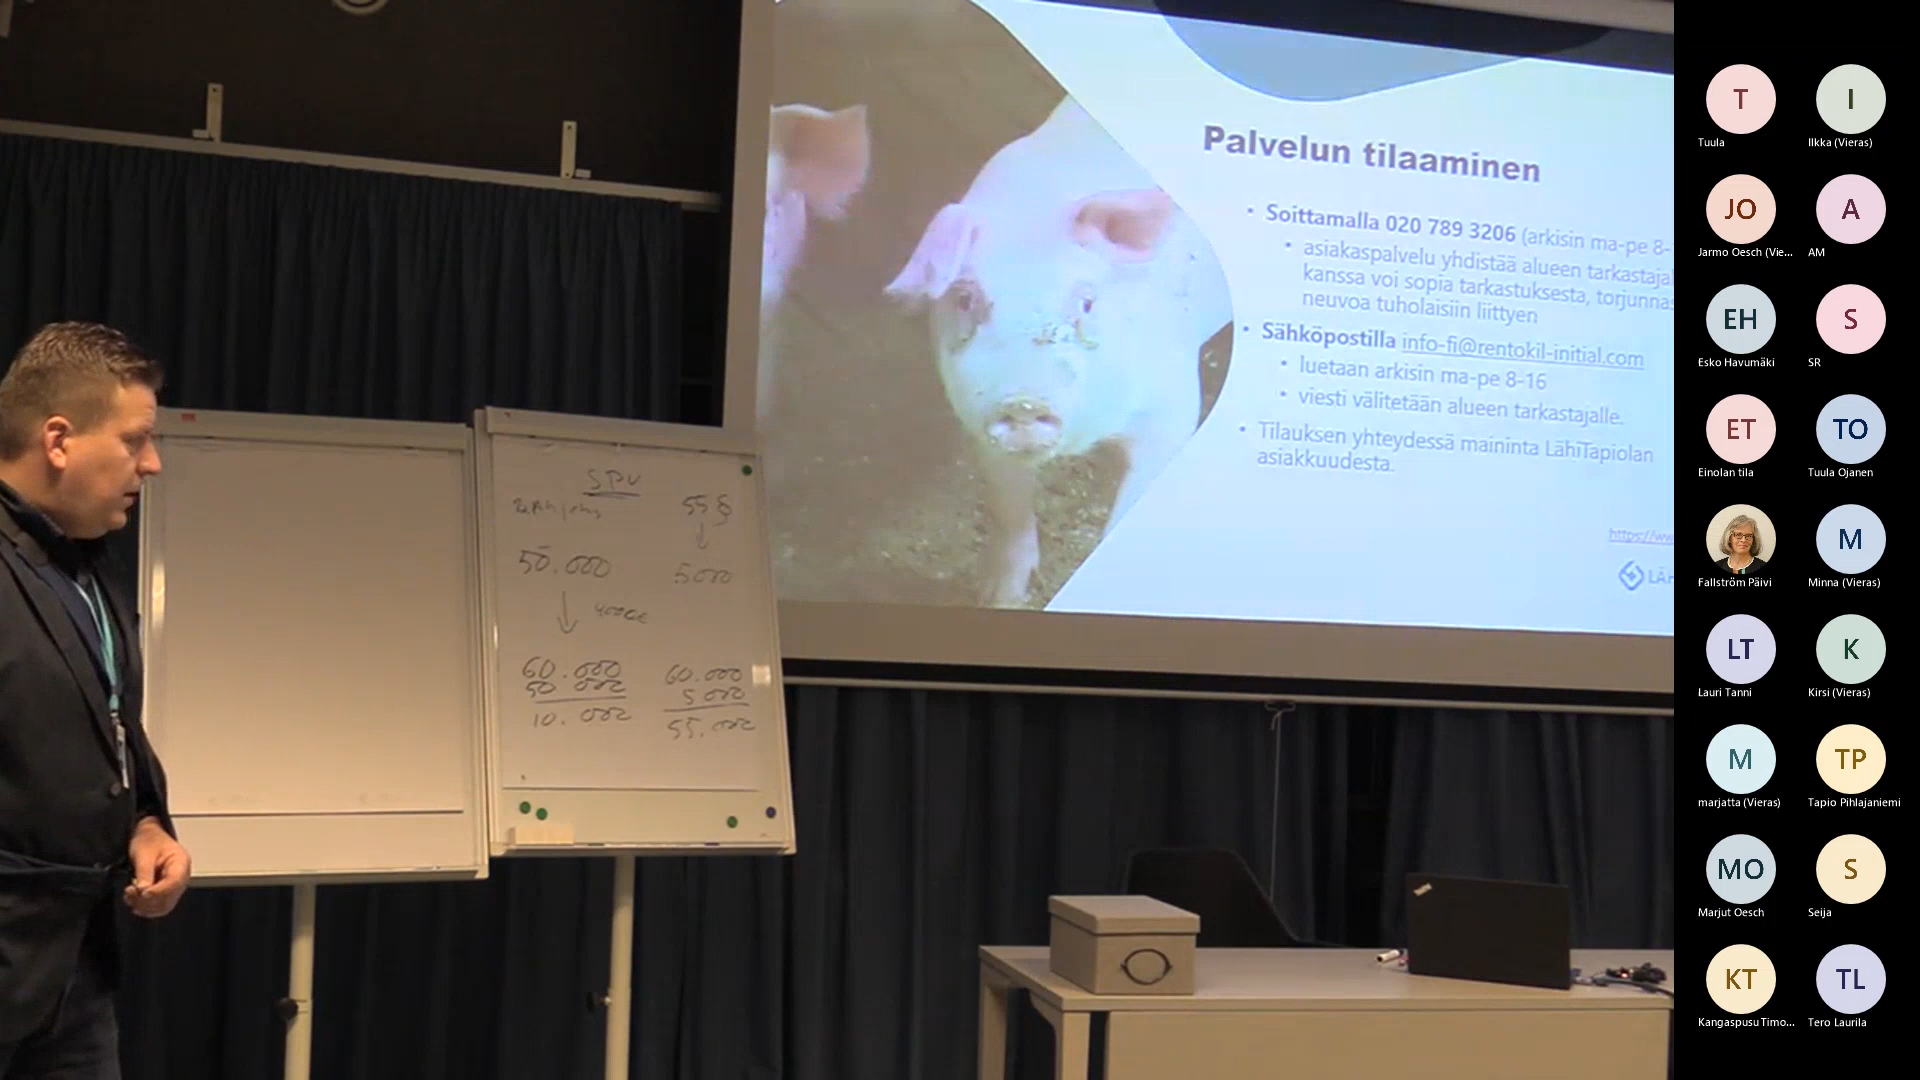 Palvelun tilaaminen
• Soittamalla 020 789 3206 (arkisin ma-pe 8-
• asiakaspalvelu yhdistää alueen tarkastaja
kanssa voi sopia tarkastuksesta, torjunnas
neuvoa tuholaisiin liittyen
• Sähköpostilla info-fi@rentokil-initial.com
• luetaan arkisin ma-pe 8-16
• viesti välitetään alueen tarkastajalle.
• Tilauksen yhteydessä maininta LähiTapiolan
asiakkuudesta.
https://ww
LÄH
SPV
55 §
50.000
5000
4000€
60.000
50 000
10.000
60.000
5 000
55.000
T
Tuula
I
Ilkka (Vieras)
JO
Jarmo Oesch (Vie...
A
AM
EH
Esko Havumäki
S
SR
ET
Einolan tila
TO
Tuula Ojanen
Fallström Päivi
M
Minna (Vieras)
LT
Lauri Tanni
K
Kirsi (Vieras)
M
marjatta (Vieras)
TP
Tapio Pihlajaniemi
MO
Marjut Oesch
S
Seija
KT
Kangaspusu Timo...
TL
Tero Laurila